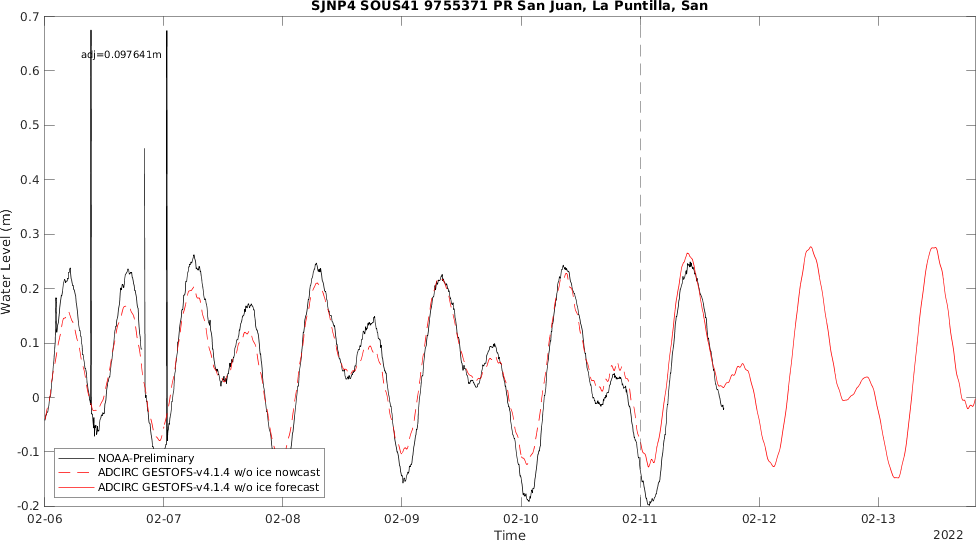 SJNP4 SOUS41 9755371 PR San Juan, La Puntilla, San
adj=0.097641m
0.7
0.6
0.5
0.4
0.3
0.2
0.1
0
-0.1
-0.2
Water Level (m)
NOAA-Preliminary
ADCIRC GESTOFS-v4.1.4 w/o ice nowcast
ADCIRC GESTOFS-v4.1.4 w/o ice forecast
02-06 02-07 02-08 02-09 02-10 02-11 02-12 02-13
Time
2022